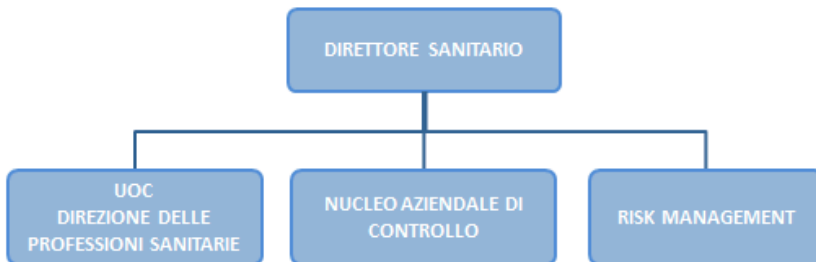 DIRETTORE SANITARIO
UOC
DIREZIONE DELLE
PROFESSIONI SANITARIE
NUCLEO AZIENDALE DI
CONTROLLO
RISK MANAGEMENT